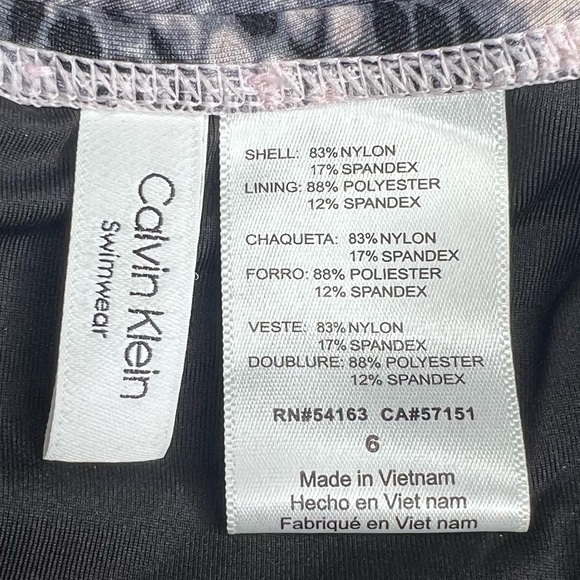 Calvin Klein
Swimwear
SHELL: 83% NYLON
17% SPANDEX
LINING: 88% POLYESTER
12% SPANDEX
CHAQUETA: 83% NYLON
17% SPANDEX
FORRO: 88% POLIESTER
12% SPANDEX
VESTE: 83% NYLON
17% SPANDEX
DOUBLURE: 88% POLYESTER
12% SPANDEX
RN#54163 CA#57151
6
Made in Vietnam
Hecho en Viet nam
Fabriqué en Viet nam